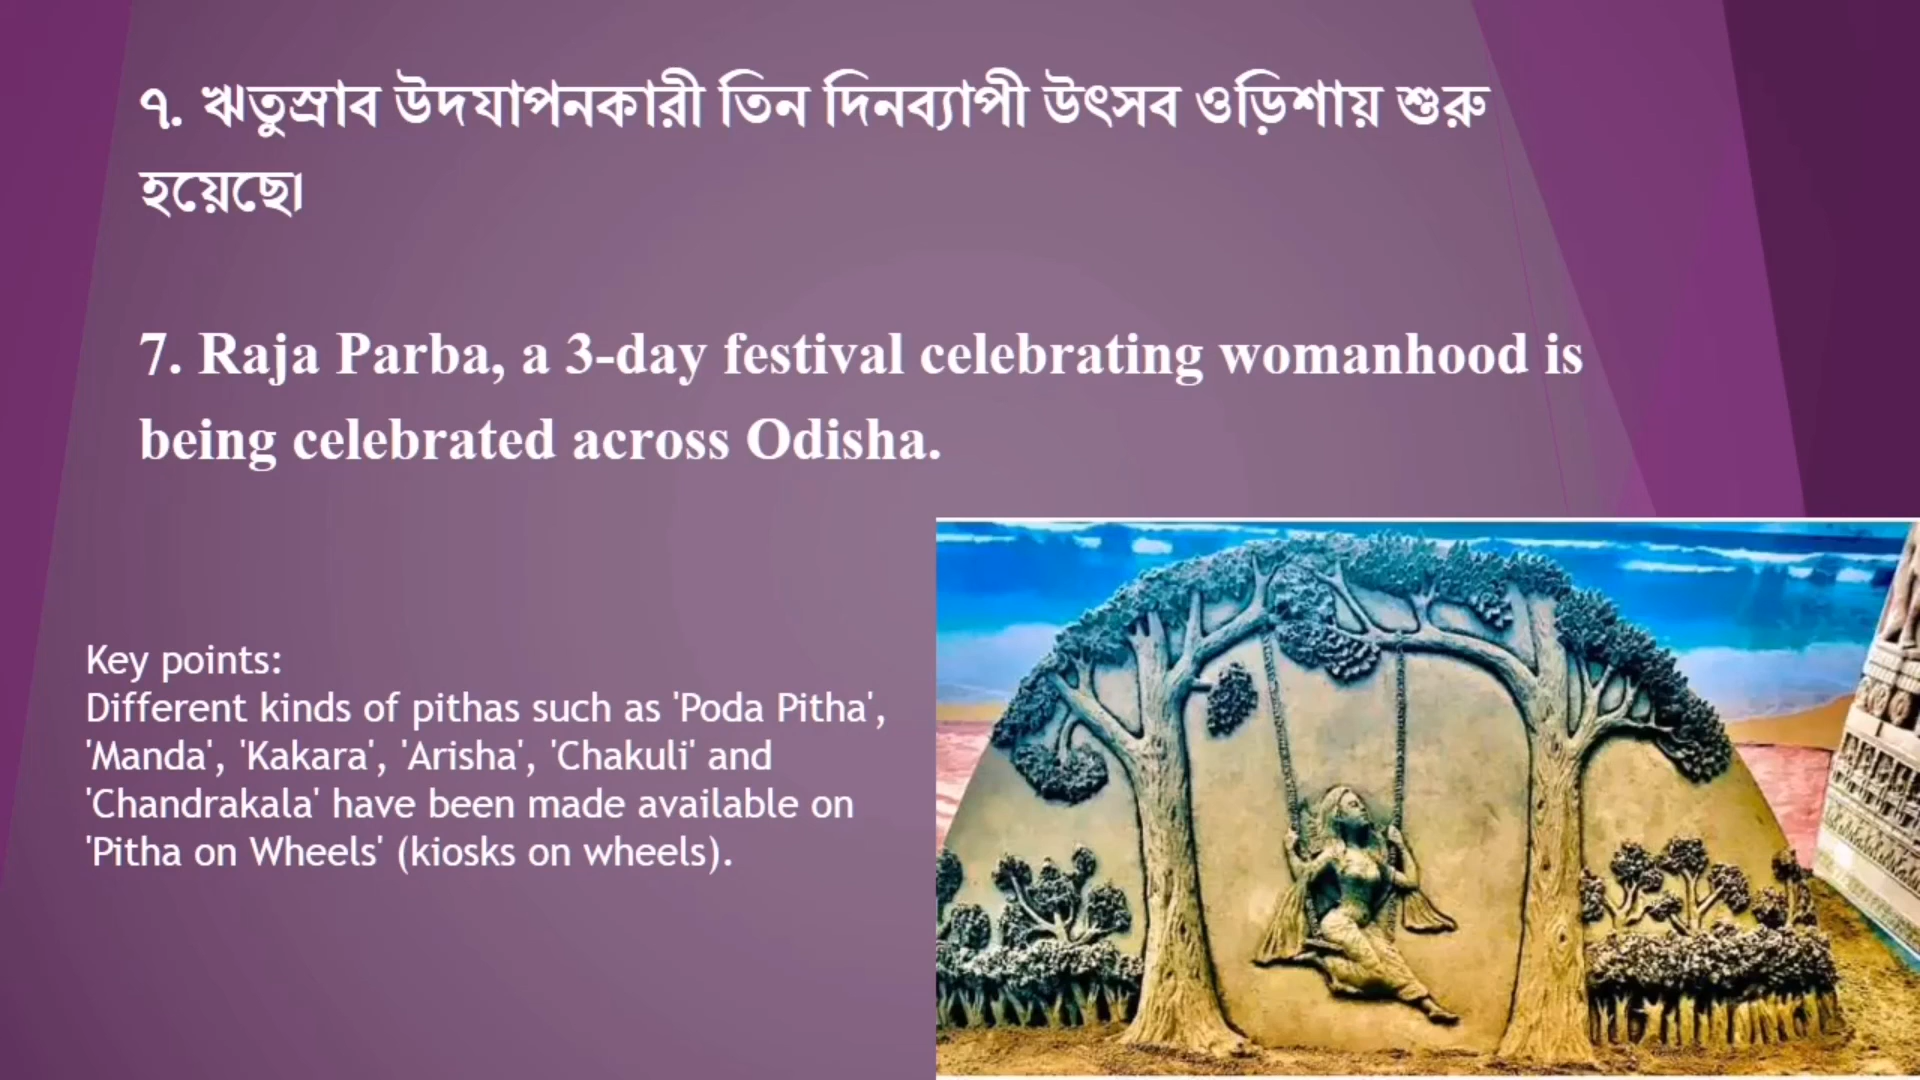 ৭. ঋতুস্রাব উদযাপনকারী তিন দিনব্যাপী উৎসব ওড়িশায় শুরু
হয়েছে।
7. Raja Parba, a 3-day festival celebrating womanhood is
being celebrated across Odisha.
Key points:
Different kinds of pithas such as 'Poda Pitha',
'Manda', 'Kakara', 'Arisha', 'Chakuli' and
'Chandrakala' have been made available on
'Pitha on Wheels' (kiosks on wheels).